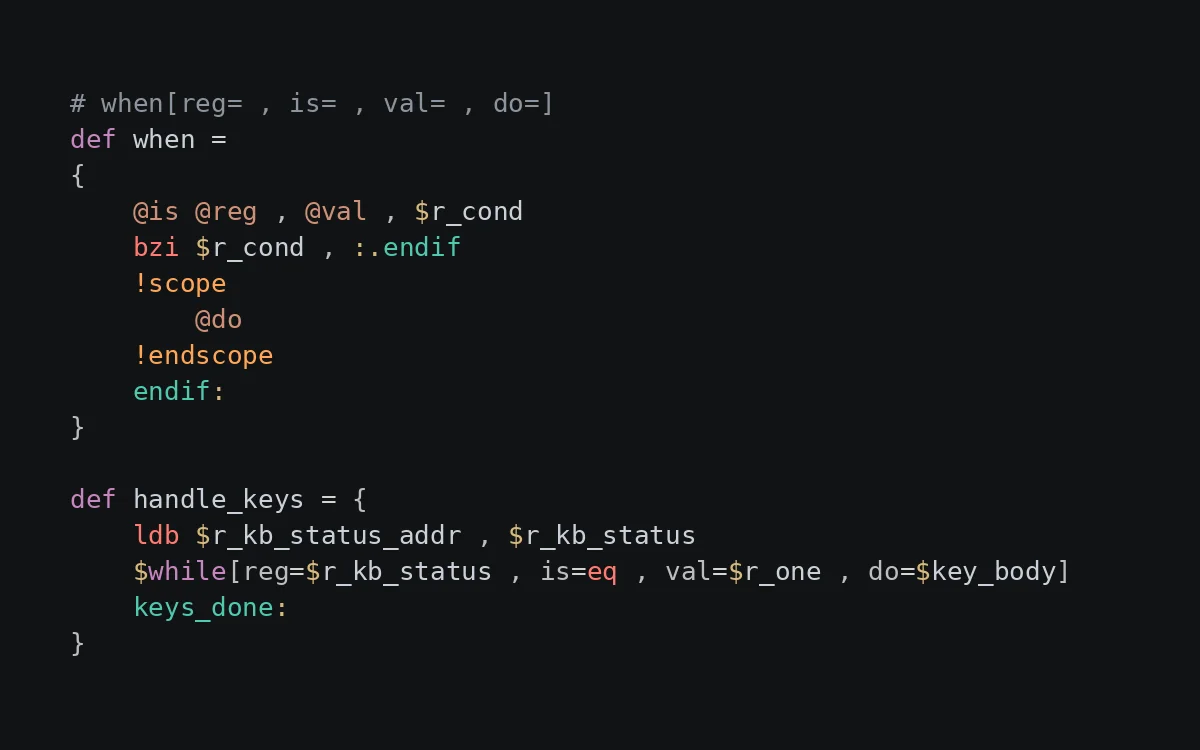 # when[reg= , is= , val= , do=]
def when =
{
    @is @reg , @val , $r_cond
    bzi $r_cond , :.endif
    !scope
        @do
    !endscope
    endif:
}

def handle_keys = {
    ldb $r_kb_status_addr , $r_kb_status
    $while[reg=$r_kb_status , is=eq , val=$r_one , do=$key_body]
    keys_done:
}